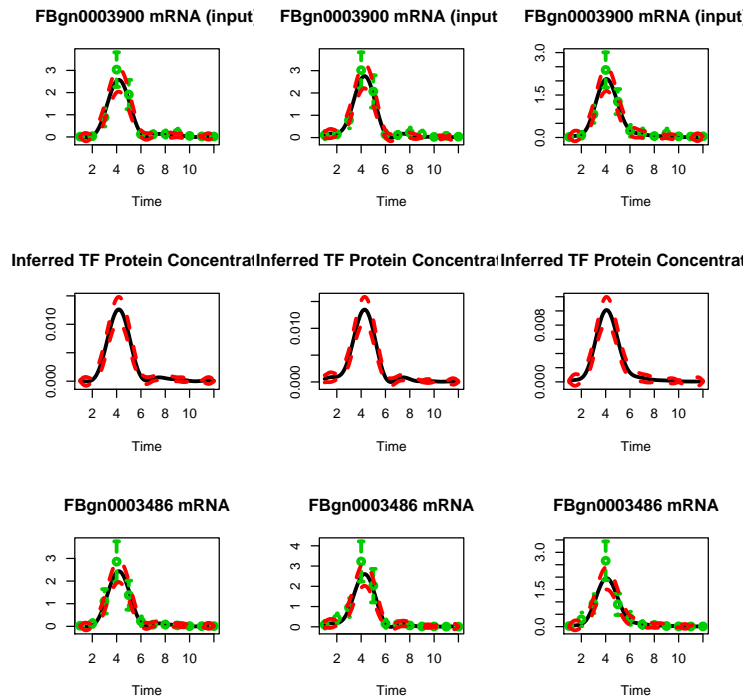 FBgn0003900 mRNA (input) FBgn0003900 mRNA (input FBgn0003900 mRNA (input)
0 1 2 3
0 1 2 3
0.0 1.5 3.0
2 4 6 8 10
2 4 6 8 10
2 4 6 8 10
Time Time Time
Inferred TF Protein Concentrat Inferred TF Protein Concentrat Inferred TF Protein Concentrat
0.000 0.010
0.000 0.010
0.000 0.008
2 4 6 8 10
2 4 6 8 10
2 4 6 8 10
Time Time Time
FBgn0003486 mRNA FBgn0003486 mRNA FBgn0003486 mRNA
0 1 2 3
0 1 2 3 4
0.0 1.5 3.0
2 4 6 8 10
2 4 6 8 10
2 4 6 8 10
Time Time Time